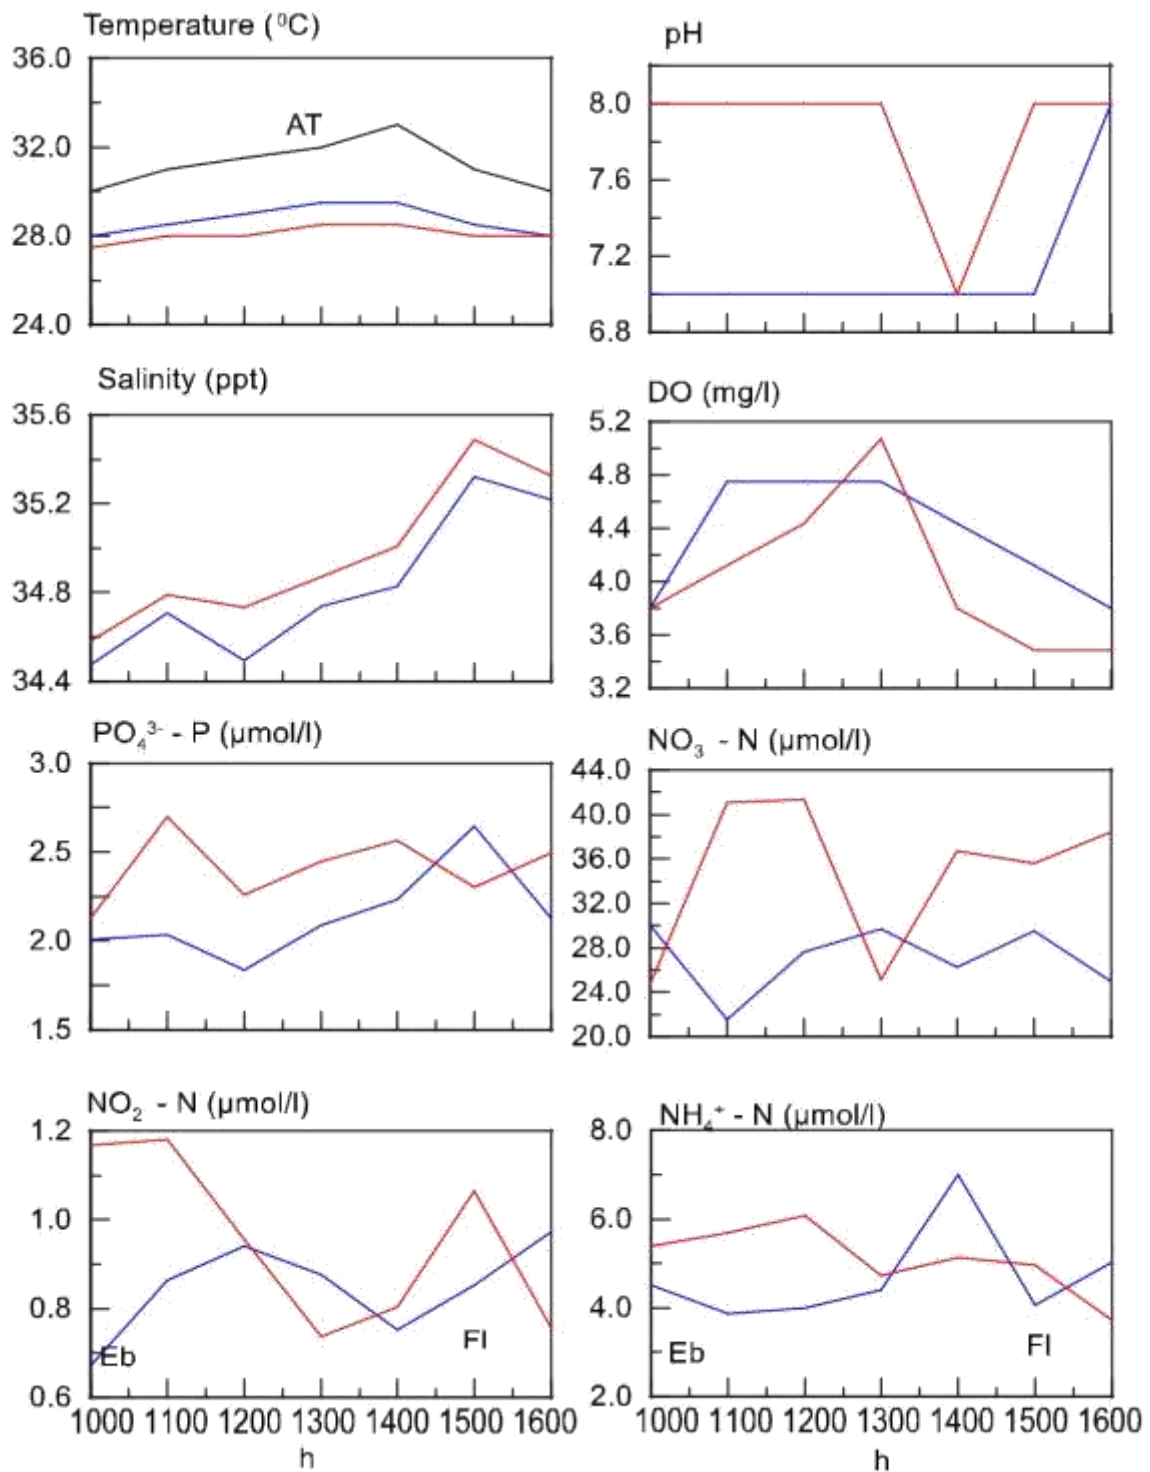 Temperature (⁰C)
36.0
32.0
28.0
24.0
AT
pH
8.0
7.6
7.2
6.8
Salinity (ppt)
35.6
35.2
34.8
34.4
DO (mg/l)
5.2
4.8
4.4
4.0
3.6
3.2
PO₄³⁻ - P (µmol/l)
3.0
2.5
2.0
1.5
NO₃ - N (µmol/l)
44.0
40.0
36.0
32.0
28.0
24.0
20.0
NO₂ - N (µmol/l)
1.2
1.0
0.8
0.6
Eb
Fl
1000 1100 1200 1300 1400 1500 1600
h
NH₄⁺ - N (µmol/l)
8.0
6.0
4.0
2.0
Eb
Fl
1000 1100 1200 1300 1400 1500 1600
h